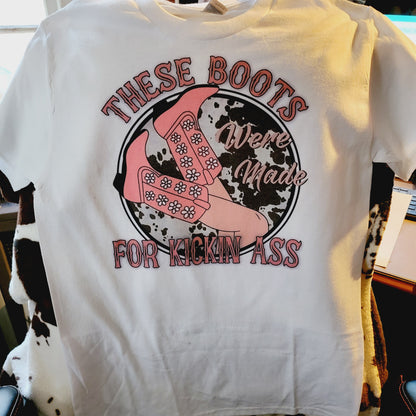 THESE BOOTS
Were
Made
FOR KICKIN ASS